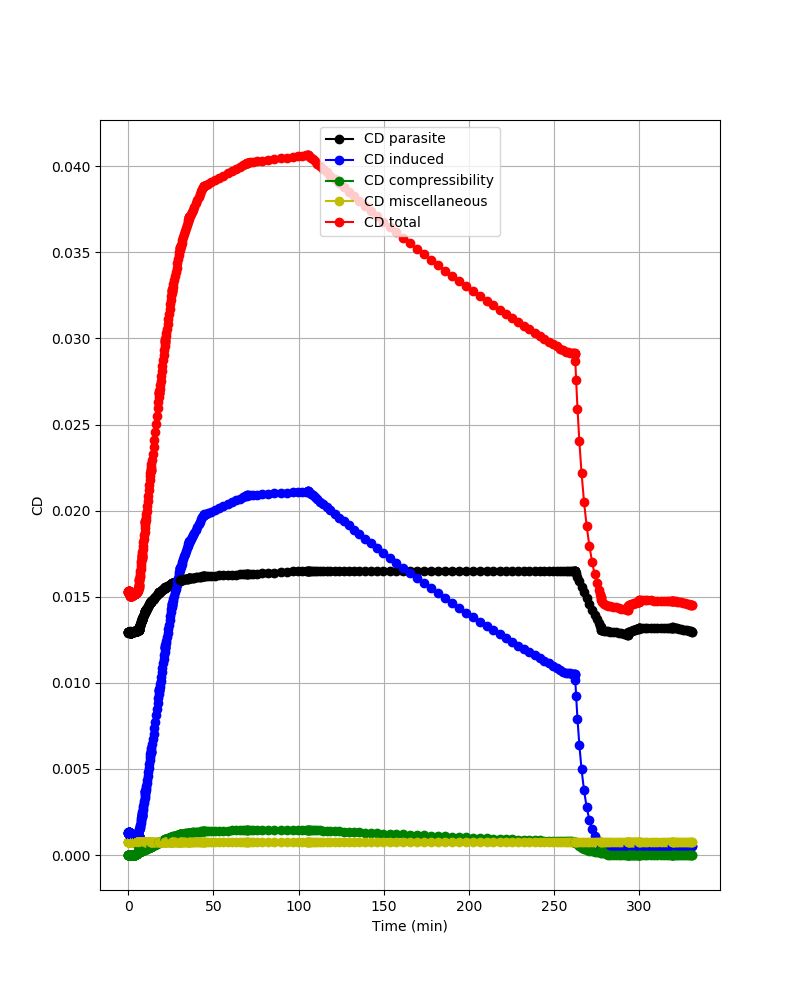 CD parasite
CD induced
CD compressibility
CD miscellaneous
CD total
0.040
0.035
0.030
0.025
0.020
0.015
0.010
0.005
0.000
CD
0 50 100 150 200 250 300
Time (min)